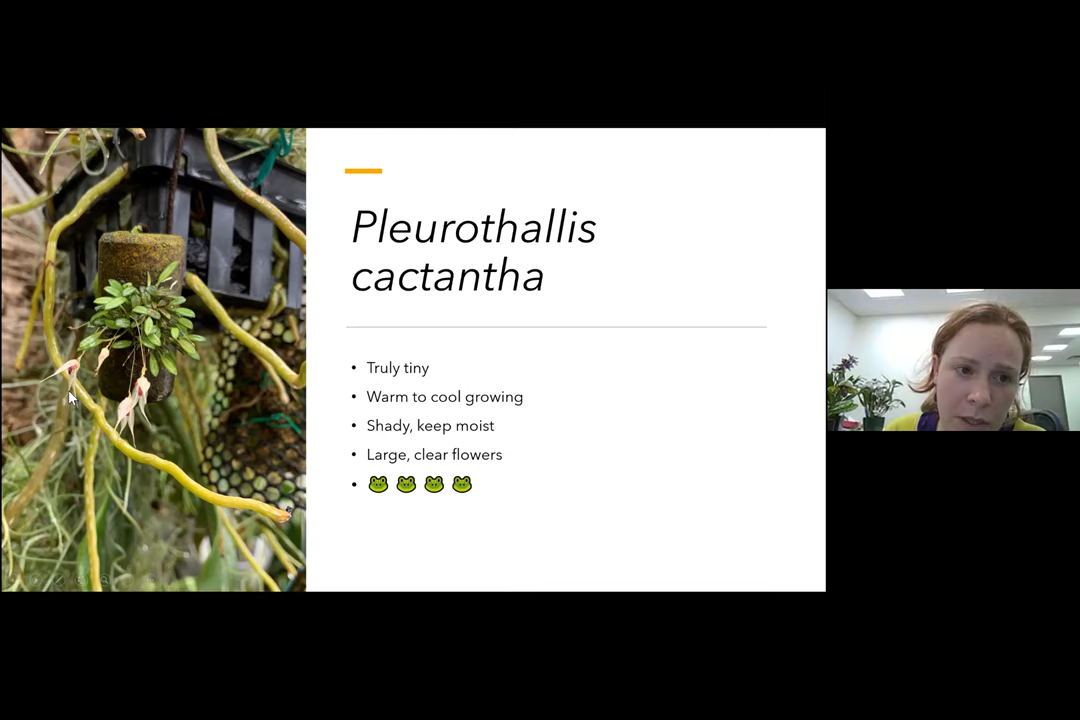 Pleurothallis
cactantha
• Truly tiny
• Warm to cool growing
• Shady, keep moist
• Large, clear flowers
• 🐸 🐸 🐸 🐸